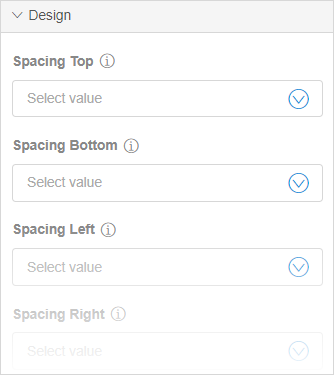 Design
Spacing Top
Select value
Spacing Bottom
Select value
Spacing Left
Select value
Spacing Right
Select value